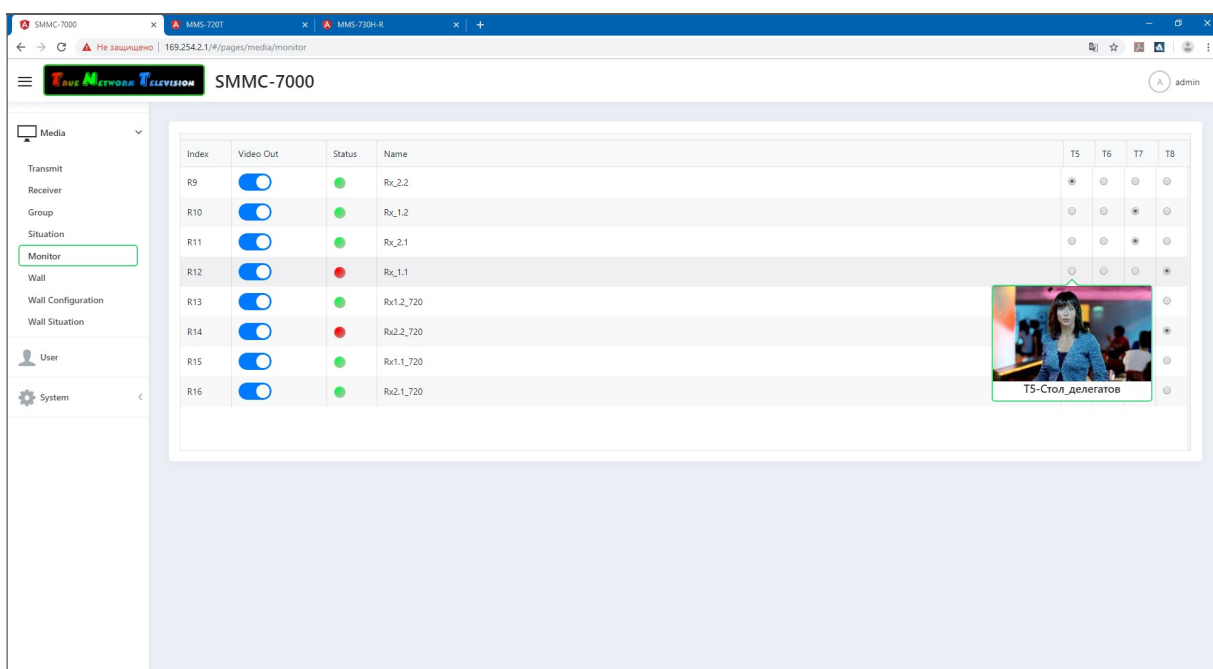 SMMC-7000 MMS-720T MMS-730H-R
Не защищено 169.254.2.1/#/pages/media/monitor
TRUE NETWORK TELEVISION SMMC-7000 A admin
Media
Transmit
Receiver
Group
Situation
Monitor
Wall
Wall Configuration
Wall Situation
User
System
Index Video Out Status Name T5 T6 T7 T8
R9 Rx_2.2
R10 Rx_1.2
R11 Rx_2.1
R12 Rx_1.1
R13 Rx1.2_720
R14 Rx2.2_720
R15 Rx1.1_720
R16 Rx2.1_720
T5-Стол_делегатов